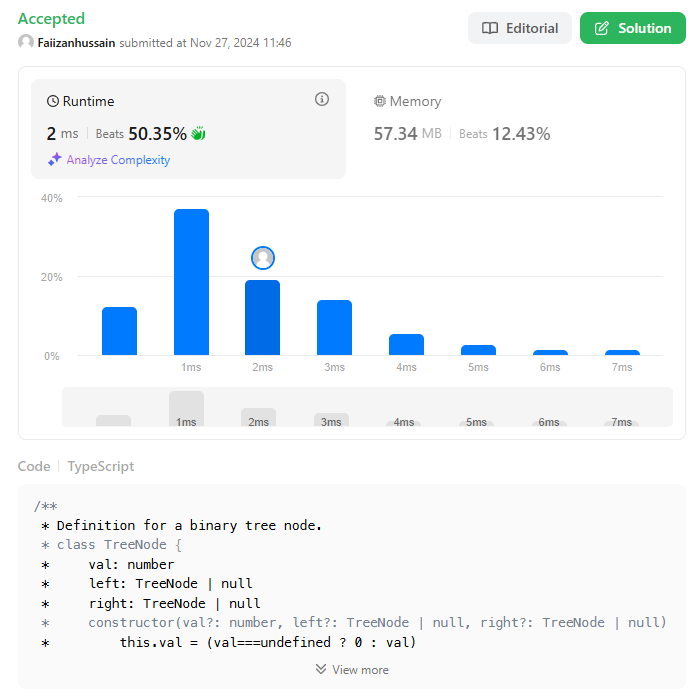 Accepted
Faiizanhussain submitted at Nov 27, 2024 11:46
Editorial
Solution
Runtime
2 ms Beats 50.35%
Analyze Complexity
Memory
57.34 MB Beats 12.43%
40%
20%
0%
1ms 2ms 3ms 4ms 5ms 6ms 7ms
1ms 2ms 3ms 4ms 5ms 6ms 7ms
Code TypeScript
/**
 * Definition for a binary tree node.
 * class TreeNode {
 *     val: number
 *     left: TreeNode | null
 *     right: TreeNode | null
 *     constructor(val?: number, left?: TreeNode | null, right?: TreeNode | null)
 *         this.val = (val===undefined ? 0 : val)
View more